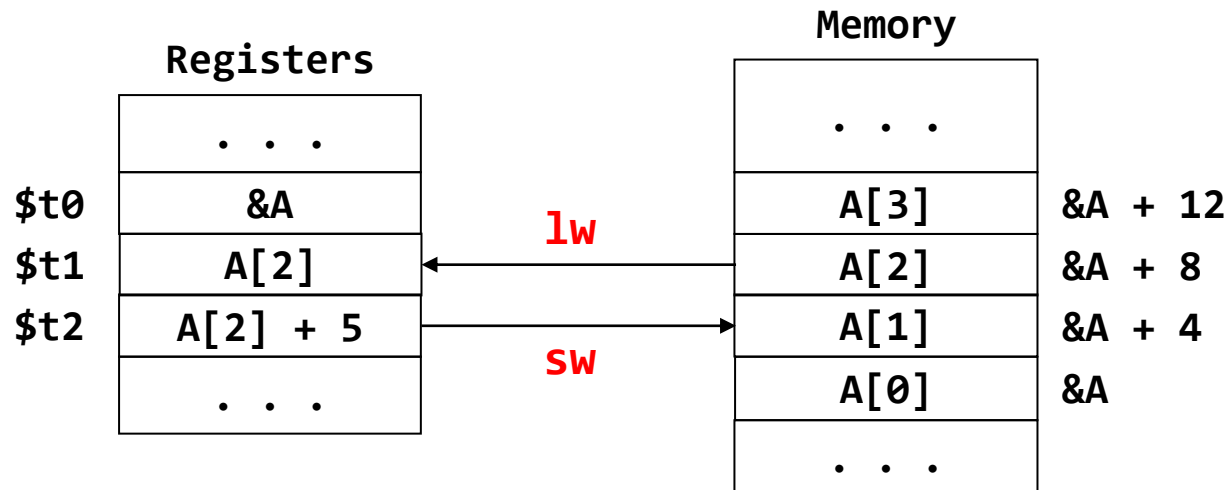 Memory
Registers
. . .
. . .
$t0 &A
A[3] &A + 12
lw
$t1 A[2]
A[2] &A + 8
$t2 A[2] + 5
A[1] &A + 4
sw
. . .
A[0] &A
. . .